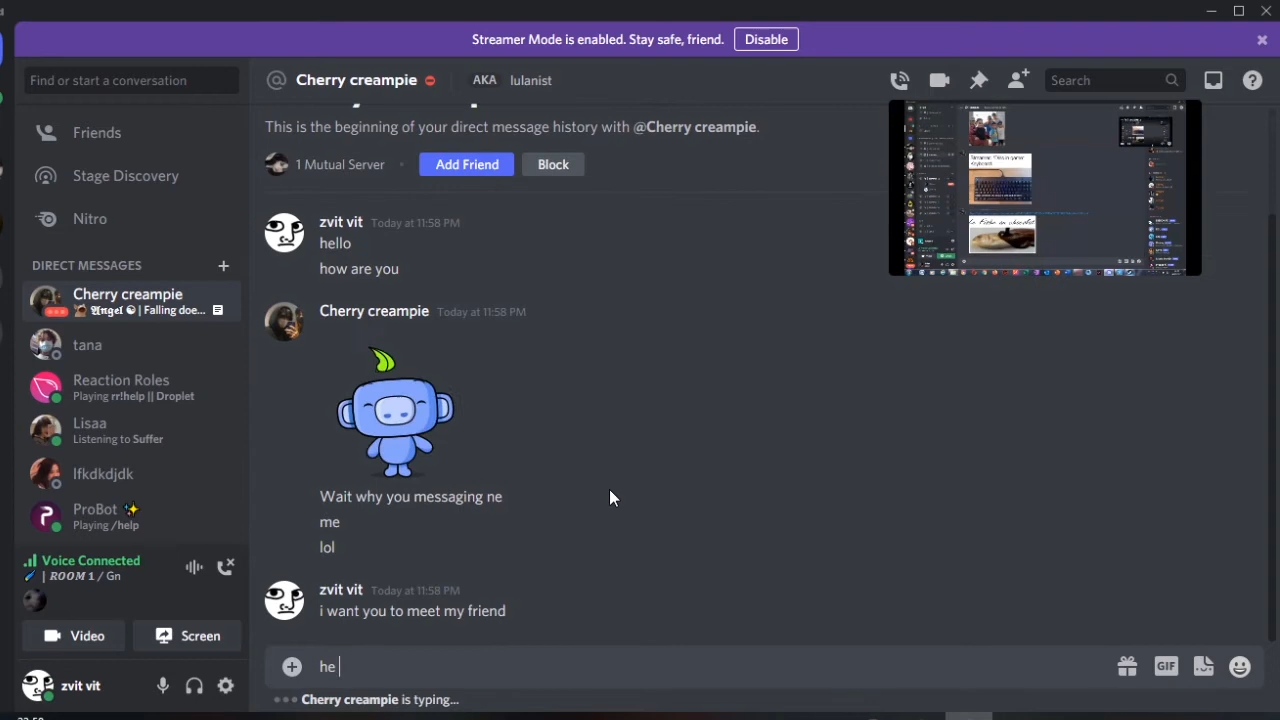 Streamer Mode is enabled. Stay safe, friend.
Disable
Find or start a conversation
Cherry creampie
AKA lulanist
Search
Friends
Stage Discovery
Nitro
DIRECT MESSAGES
Cherry creampie
𝕬𝖓𝖌𝖊𝖑 ☯ | Falling doe...
tana
Reaction Roles
Playing rr!help || Droplet
Lisaa
Listening to Suffer
lfkdkdjdk
ProBot ✨
Playing /help
Voice Connected
| ROOM 1 / Gn
Video
Screen
zvit vit
This is the beginning of your direct message history with @Cherry creampie.
1 Mutual Server
Add Friend
Block
zvit vit Today at 11:58 PM
hello
how are you
Cherry creampie Today at 11:58 PM
Wait why you messaging ne
me
lol
zvit vit Today at 11:58 PM
i want you to meet my friend
he
GIF
Cherry creampie is typing...